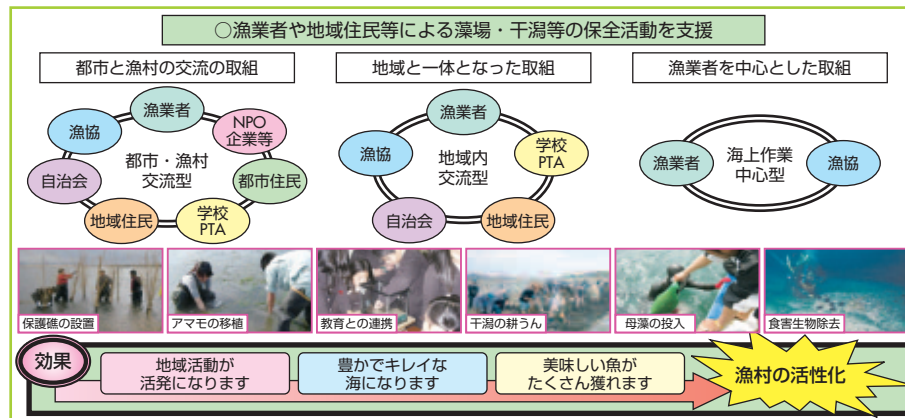 ○漁業者や地域住民等による藻場・干潟等の保全活動を支援
都市と漁村の交流の取組
地域と一体となった取組
漁業者を中心とした取組
漁業者
NPO
企業等
都市住民
学校
PTA
地域住民
自治会
漁協
都市・漁村
交流型
漁業者
学校
PTA
地域住民
自治会
漁協
地域内
交流型
漁業者
海上作業
中心型
漁協
保護礁の設置
アマモの移植
教育との連携
干潟の耕うん
母藻の投入
食害生物除去
効果
地域活動が
活発になります
豊かでキレイな
海になります
美味しい魚が
たくさん獲れます
漁村の活性化